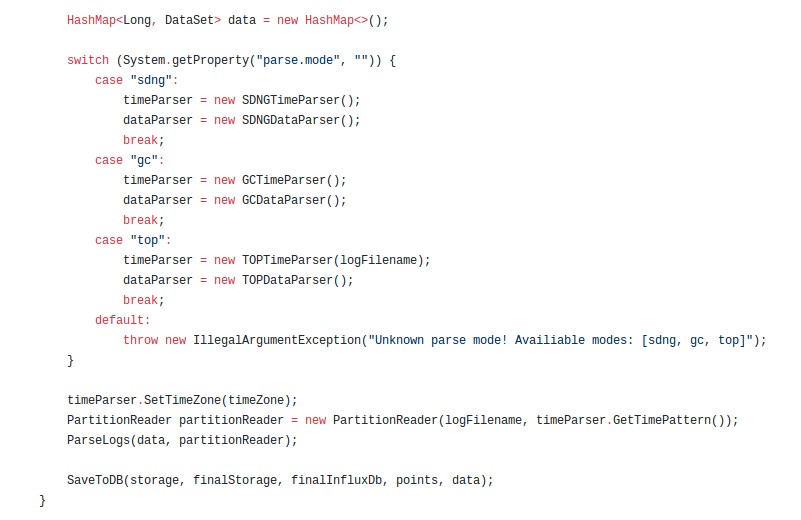 HashMap<Long, DataSet> data = new HashMap<>();
switch (System.getProperty("parse.mode", "")) {
case "sdng":
timeParser = new SDNGTimeParser();
dataParser = new SDNGDataParser();
break;
case "gc":
timeParser = new GCTimeParser();
dataParser = new GCDataParser();
break;
case "top":
timeParser = new TOPTimeParser(logFilename);
dataParser = new TOPDataParser();
break;
default:
throw new IllegalArgumentException("Unknown parse mode! Availiable modes: [sdng, gc, top]");
}
timeParser.SetTimeZone(timeZone);
PartitionReader partitionReader = new PartitionReader(logFilename, timeParser.GetTimePattern());
ParseLogs(data, partitionReader);
SaveToDB(storage, finalStorage, finalInfluxDb, points, data);
}